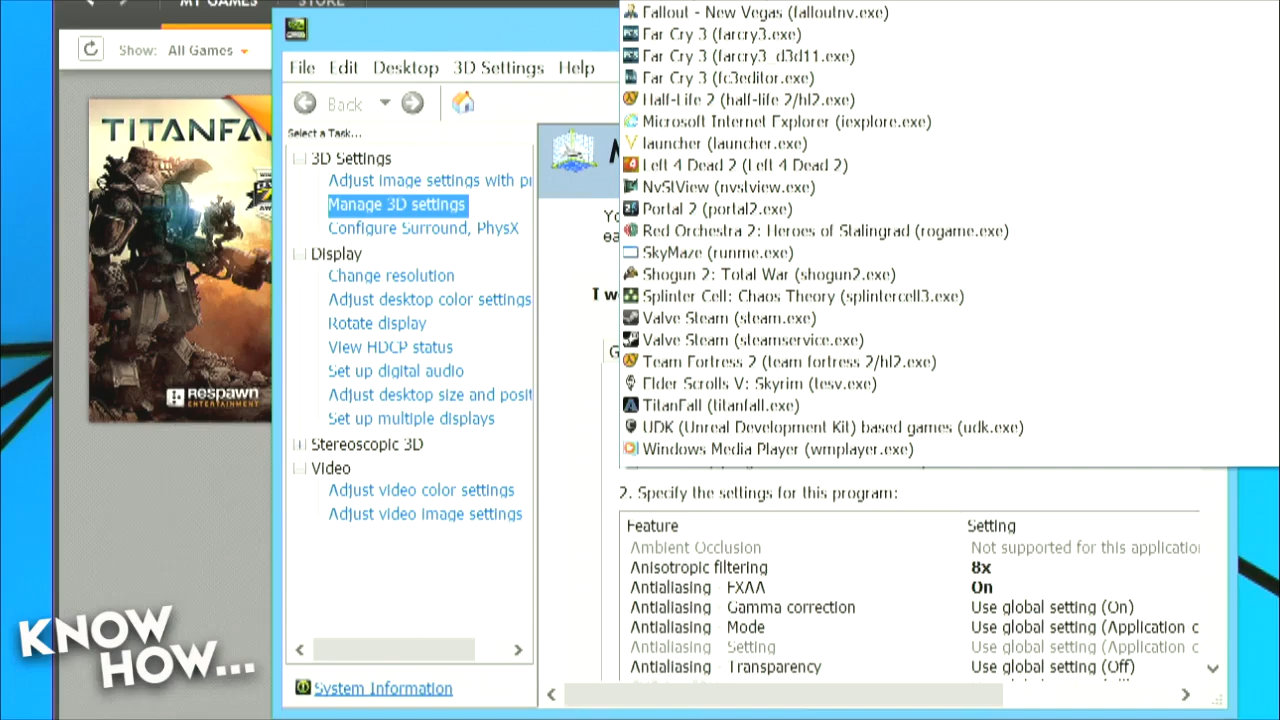 MY GAMES STORE
Show: All Games
TITANFA
RESPAWN
ENTERTAINMENT
File Edit Desktop 3D Settings Help
Back
Select a Task...
3D Settings
Adjust image settings with pr
Manage 3D settings
Configure Surround, PhysX
Display
Change resolution
Adjust desktop color settings
Rotate display
View HDCP status
Set up digital audio
Adjust desktop size and posit
Set up multiple displays
Stereoscopic 3D
Video
Adjust video color settings
Adjust video image settings
System Information
Yo
ea
I w
G
Fallout - New Vegas (falloutnv.exe)
Far Cry 3 (farcry3.exe)
Far Cry 3 (farcry3_d3d11.exe)
Far Cry 3 (fc3editor.exe)
Half-Life 2 (half-life 2/hl2.exe)
Microsoft Internet Explorer (iexplore.exe)
launcher (launcher.exe)
Left 4 Dead 2 (Left 4 Dead 2)
NvStView (nvstview.exe)
Portal 2 (portal2.exe)
Red Orchestra 2: Heroes of Stalingrad (rogame.exe)
SkyMaze (runme.exe)
Shogun 2: Total War (shogun2.exe)
Splinter Cell: Chaos Theory (splintercell3.exe)
Valve Steam (steam.exe)
Valve Steam (steamservice.exe)
Team Fortress 2 (team fortress 2/hl2.exe)
Elder Scrolls V: Skyrim (tesv.exe)
TitanFall (titanfall.exe)
UDK (Unreal Development Kit) based games (udk.exe)
Windows Media Player (wmplayer.exe)
2. Specify the settings for this program:
Feature Setting
Ambient Occlusion Not supported for this application
Anisotropic filtering 8x
Antialiasing - FXAA On
Antialiasing - Gamma correction Use global setting (On)
Antialiasing - Mode Use global setting (Application c
Antialiasing - Setting Use global setting (Application c
Antialiasing - Transparency Use global setting (Off)
KNOW
HOW...